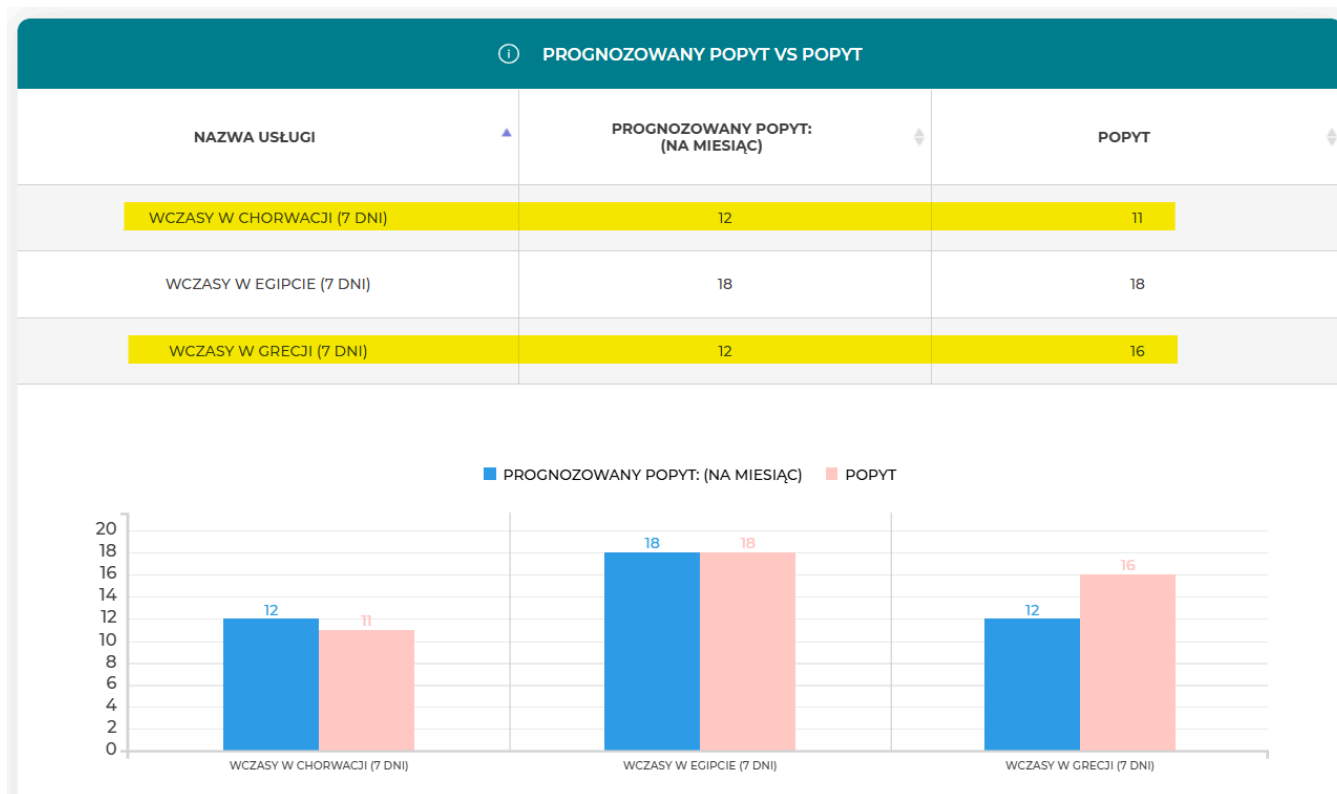 PROGNOZOWANY POPYT VS POPYT
NAZWA USŁUGI
PROGNOZOWANY POPYT:
(NA MIESIĄC)
POPYT
WCZASY W CHORWACJI (7 DNI) 12 11
WCZASY W EGIPCIE (7 DNI) 18 18
WCZASY W GRECJI (7 DNI) 12 16
PROGNOZOWANY POPYT: (NA MIESIĄC) POPYT
20
18
16
14
12
10
8
6
4
2
0
12 11
18 18
12 16
WCZASY W CHORWACJI (7 DNI) WCZASY W EGIPCIE (7 DNI) WCZASY W GRECJI (7 DNI)